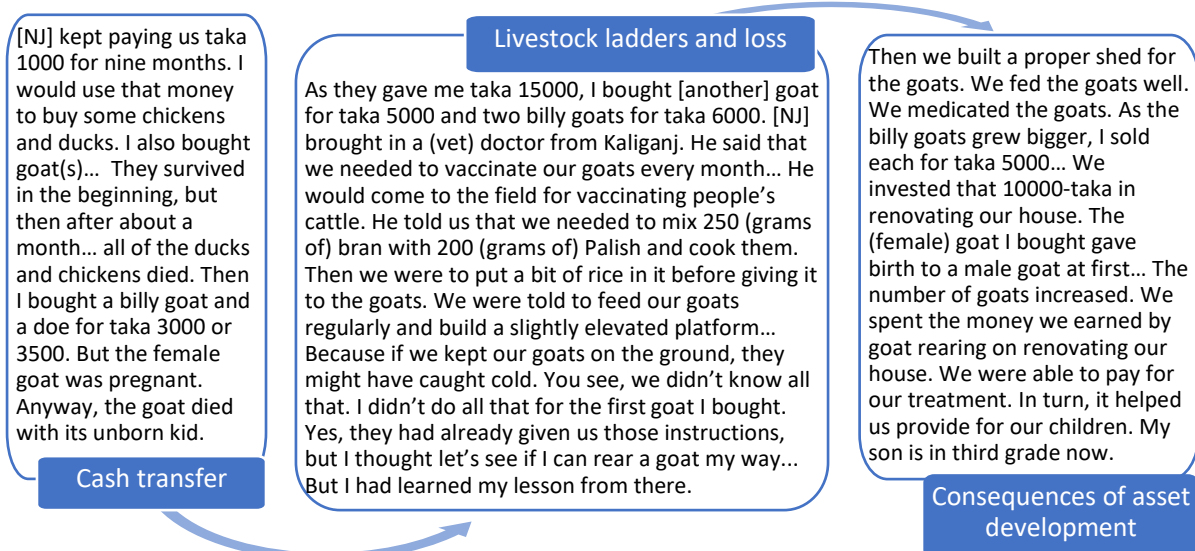 [NJ] kept paying us taka
1000 for nine months. I
would use that money
to buy some chickens
and ducks. I also bought
goat(s)… They survived
in the beginning, but
then after about a
month… all of the ducks
and chickens died. Then
I bought a billy goat and
a doe for taka 3000 or
3500. But the female
goat was pregnant.
Anyway, the goat died
with its unborn kid.
Cash transfer
Livestock ladders and loss
As they gave me taka 15000, I bought [another] goat
for taka 5000 and two billy goats for taka 6000. [NJ]
brought in a (vet) doctor from Kaliganj. He said that
we needed to vaccinate our goats every month… He
would come to the field for vaccinating people’s
cattle. He told us that we needed to mix 250 (grams
of) bran with 200 (grams of) Palish and cook them.
Then we were to put a bit of rice in it before giving it
to the goats. We were told to feed our goats
regularly and build a slightly elevated platform…
Because if we kept our goats on the ground, they
might have caught cold. You see, we didn’t know all
that. I didn’t do all that for the first goat I bought.
Yes, they had already given us those instructions,
but I thought let’s see if I can rear a goat my way...
But I had learned my lesson from there.
Then we built a proper shed for
the goats. We fed the goats well.
We medicated the goats. As the
billy goats grew bigger, I sold
each for taka 5000… We
invested that 10000-taka in
renovating our house. The
(female) goat I bought gave
birth to a male goat at first… The
number of goats increased. We
spent the money we earned by
goat rearing on renovating our
house. We were able to pay for
our treatment. In turn, it helped
us provide for our children. My
son is in third grade now.
Consequences of asset
development